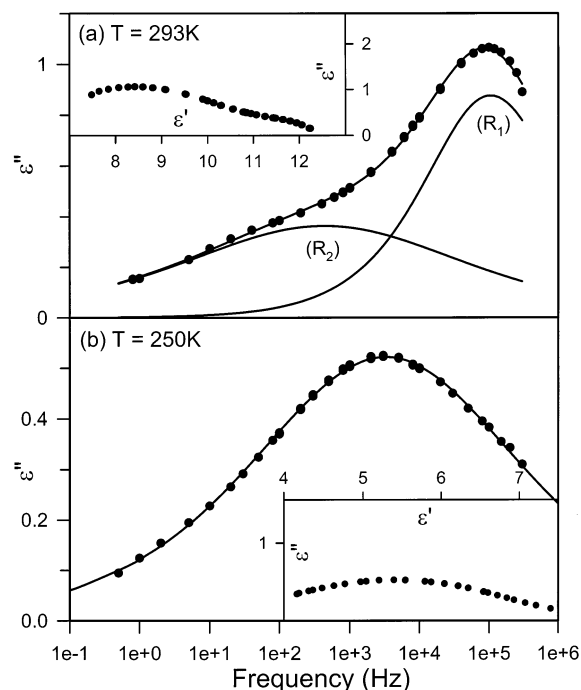 (a) T = 293K
2
1
0
ε"
ε'
8 9 10 11 12
1
ε"
(R₁)
(R₂)
0
(b) T = 250K
0.4
ε"
0.2
0.0
4 5 6 7
ε'
1
ε"
1e-1 1e+0 1e+1 1e+2 1e+3 1e+4 1e+5 1e+6
Frequency (Hz)